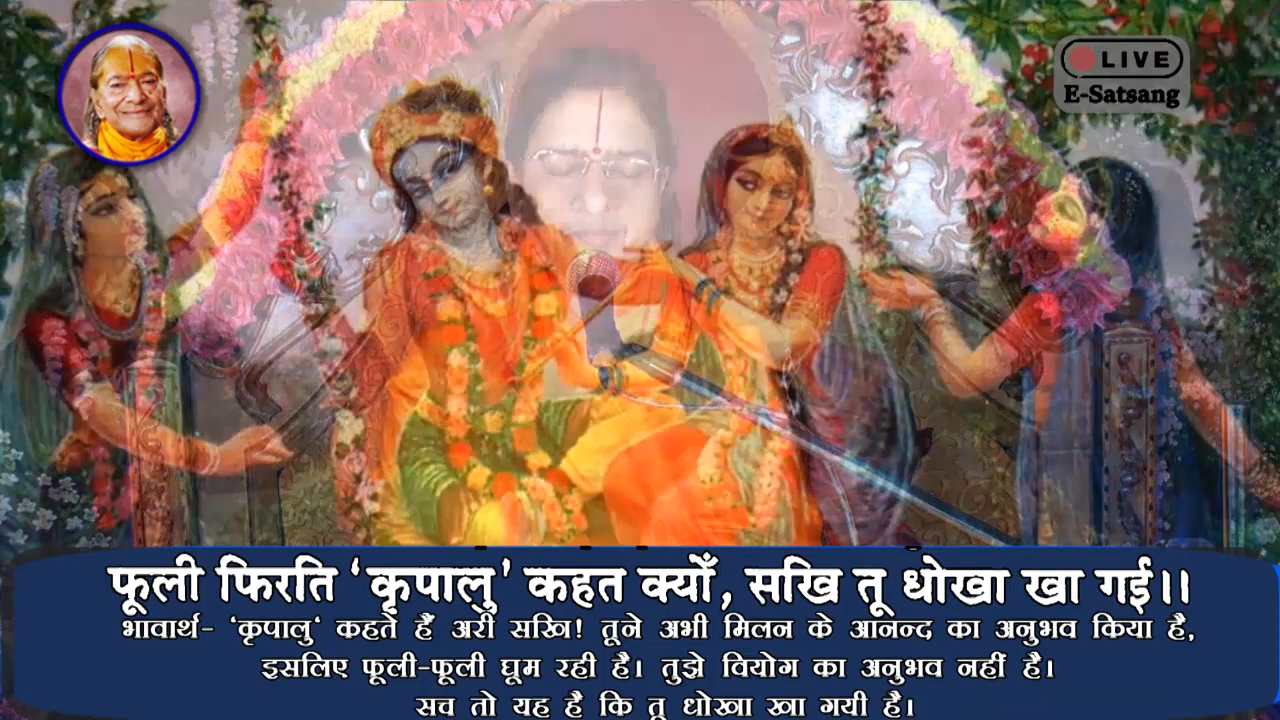 LIVE
E-Satsang
फूली फिरति ‘कृपालु’ कहत क्योँ, सखि तू धोखा खा गई।।
भावार्थ- ‘कृपालु‘ कहते हैं अरी सखि! तूने अभी मिलन के आनन्द का अनुभव किया है,
इसलिए फूली-फूली घूम रही है। तुझे वियोग का अनुभव नहीं है।
सच तो यह है कि तू धोखा खा गयी है।